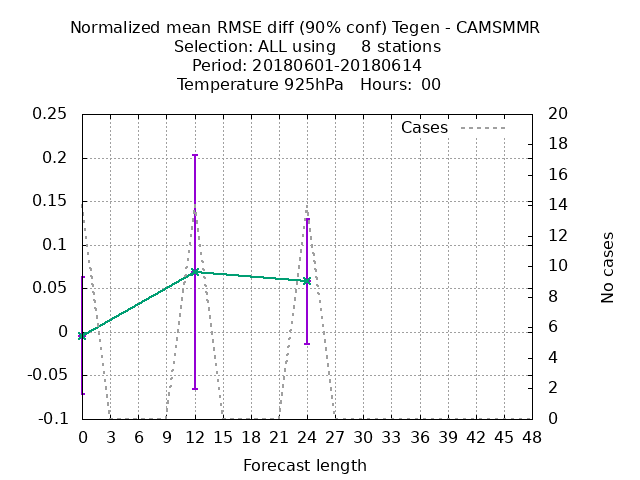 Normalized mean RMSE diff (90% conf) Tegen - CAMSMMR
Selection: ALL using 8 stations
Period: 20180601-20180614
Temperature 925hPa Hours: 00
Cases
0.25
0.2
0.15
0.1
0.05
0
-0.05
-0.1
20
18
16
14
12
10
8
6
4
2
0
No cases
0 3 6 9 12 15 18 21 24 27 30 33 36 39 42 45 48
Forecast length